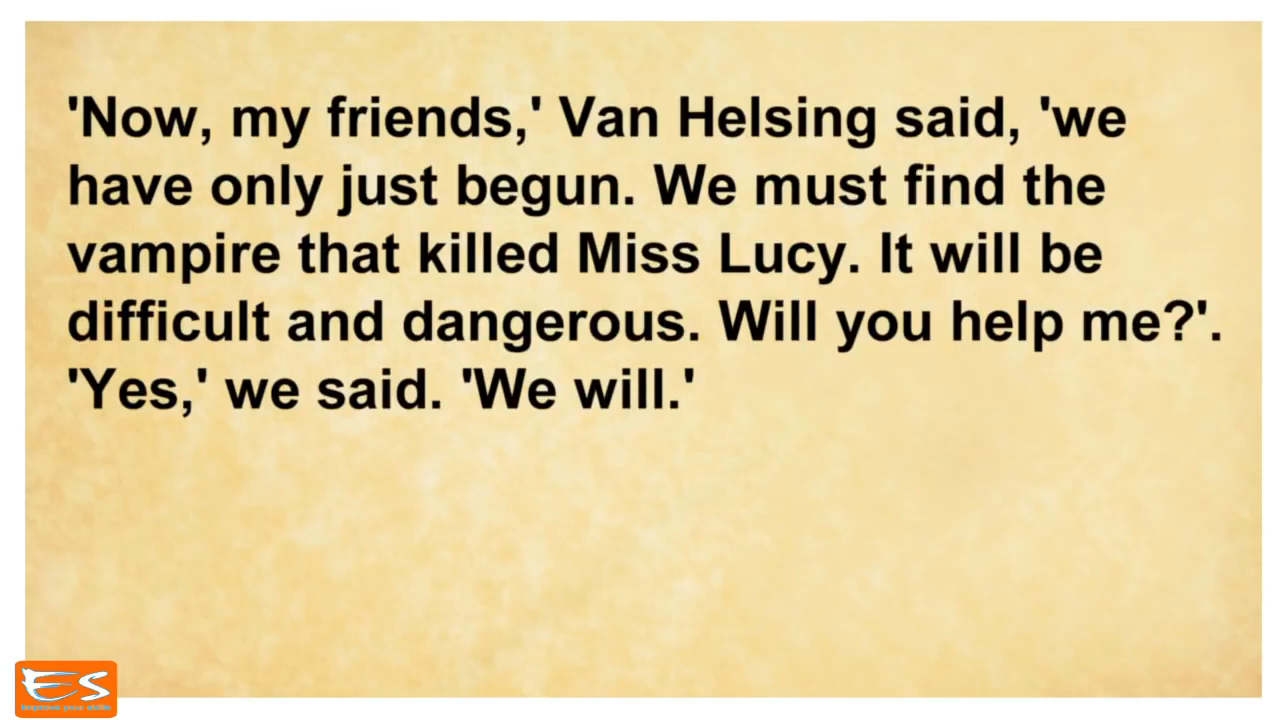 'Now, my friends,' Van Helsing said, 'we
have only just begun. We must find the
vampire that killed Miss Lucy. It will be
difficult and dangerous. Will you help me?'.
'Yes,' we said. 'We will.'
ES